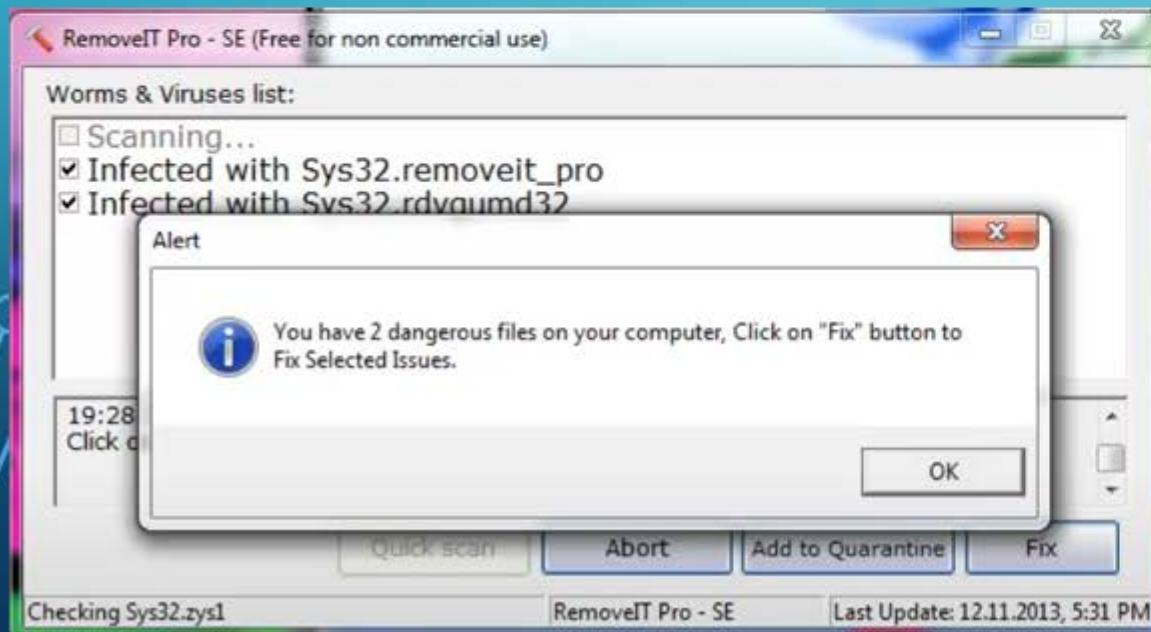 RemoveIT Pro - SE (Free for non commercial use)
Worms & Viruses list:
Scanning...
Infected with Sys32.removeit_pro
Infected with Sys32.rdvgumd32
Alert
You have 2 dangerous files on your computer, Click on "Fix" button to
Fix Selected Issues.
OK
19:28
Click
Quick scan
Abort
Add to Quarantine
Fix
Checking Sys32.zys1
RemoveIT Pro - SE
Last Update: 12.11.2013, 5:31 PM